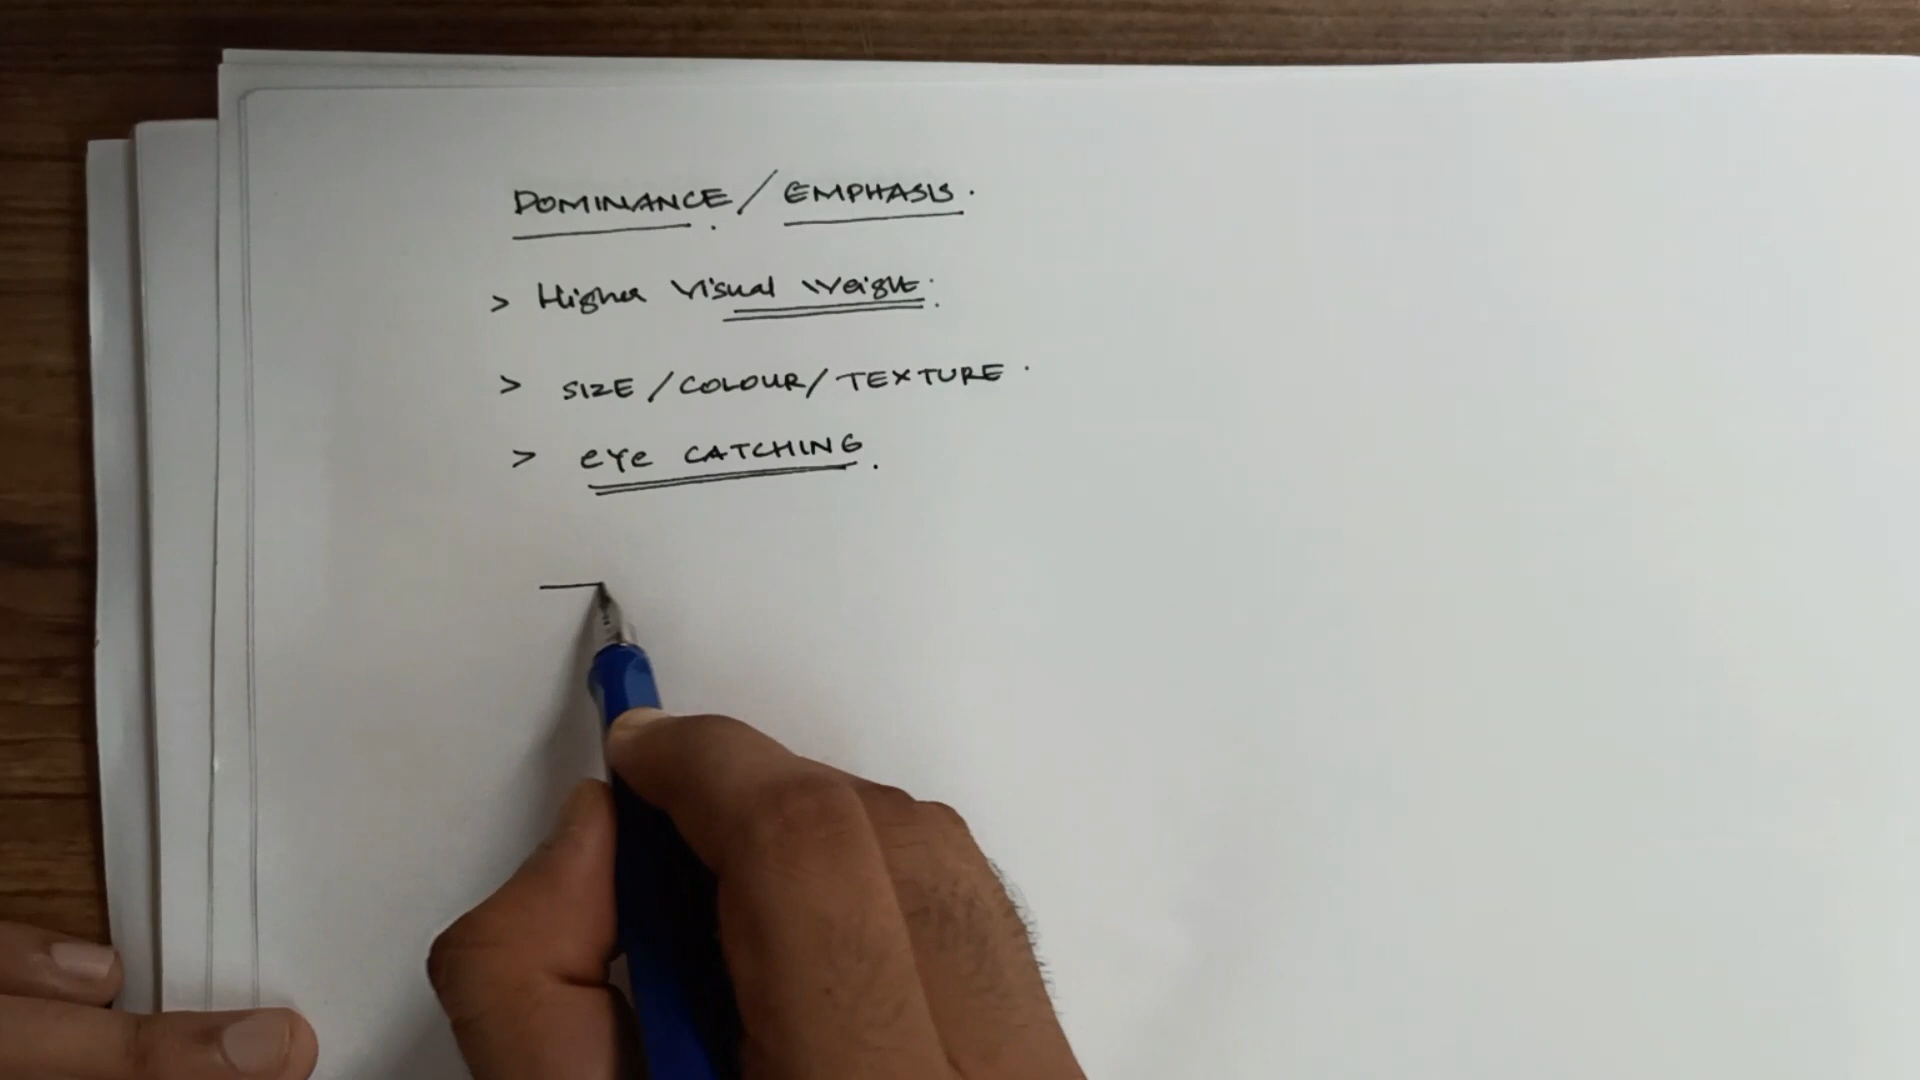 DOMINANCE / EMPHASIS.
> Higher Visual Weight.
> SIZE / COLOUR / TEXTURE.
> eYe CATCHING.